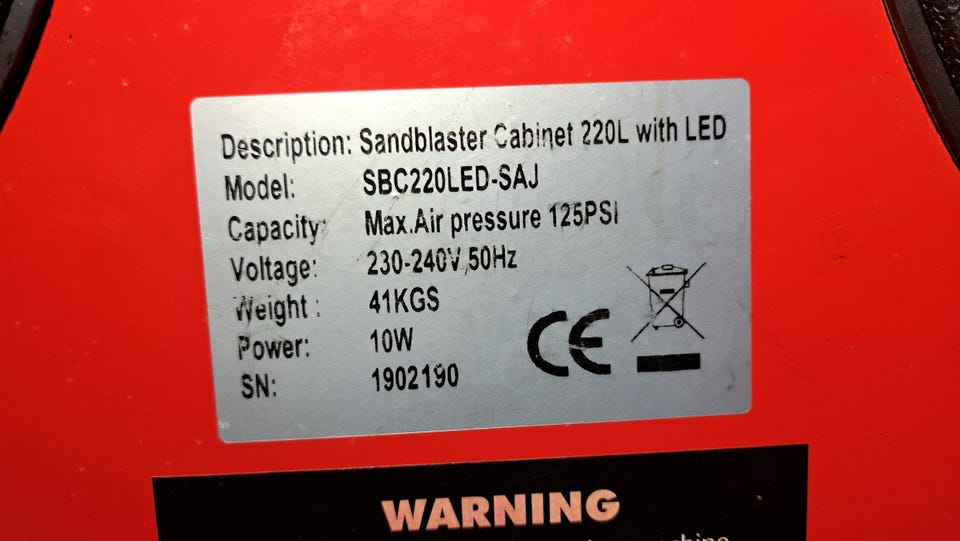 Description: Sandblaster Cabinet 220L with LED
Model: SBC220LED-SAJ
Capacity: Max.Air pressure 125PSI
Voltage: 230-240V,50Hz
Weight : 41KGS
Power: 10W
SN: 1902190
CE
WARNING